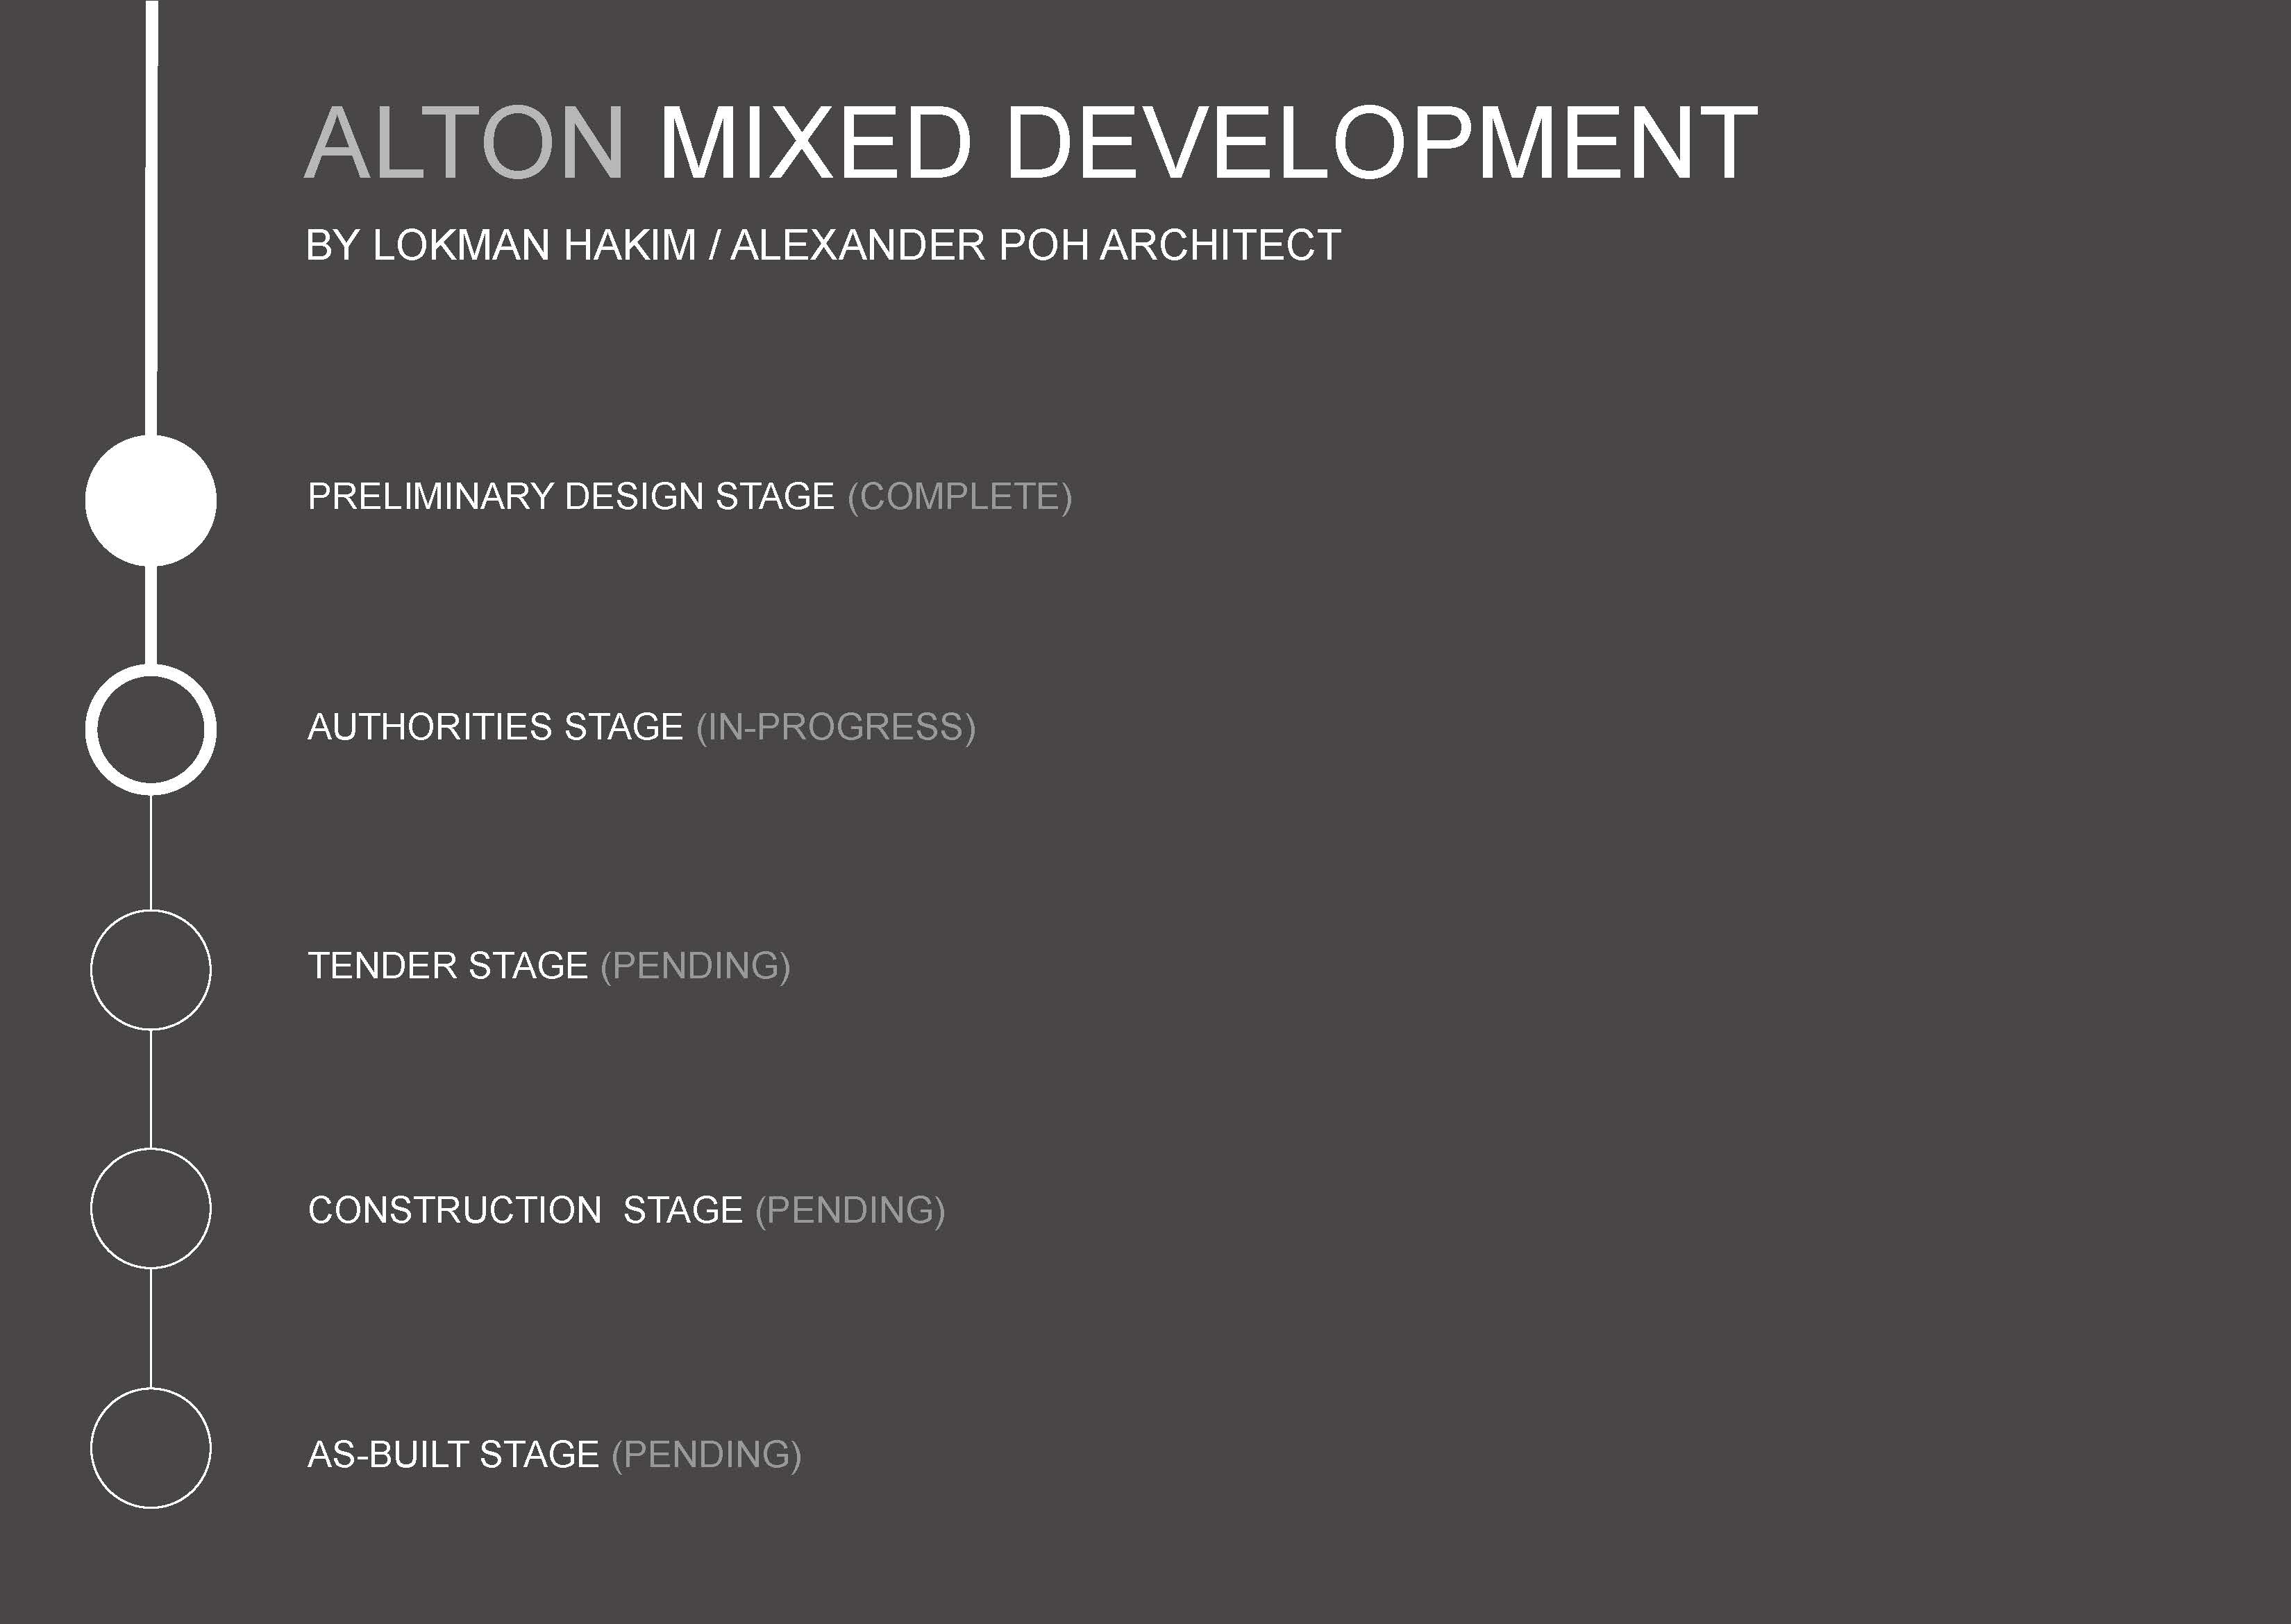 ALTON MIXED DEVELOPMENT
BY LOKMAN HAKIM / ALEXANDER POH ARCHITECT
PRELIMINARY DESIGN STAGE (COMPLETE)
AUTHORITIES STAGE (IN-PROGRESS)
TENDER STAGE (PENDING)
CONSTRUCTION STAGE (PENDING)
AS-BUILT STAGE (PENDING)